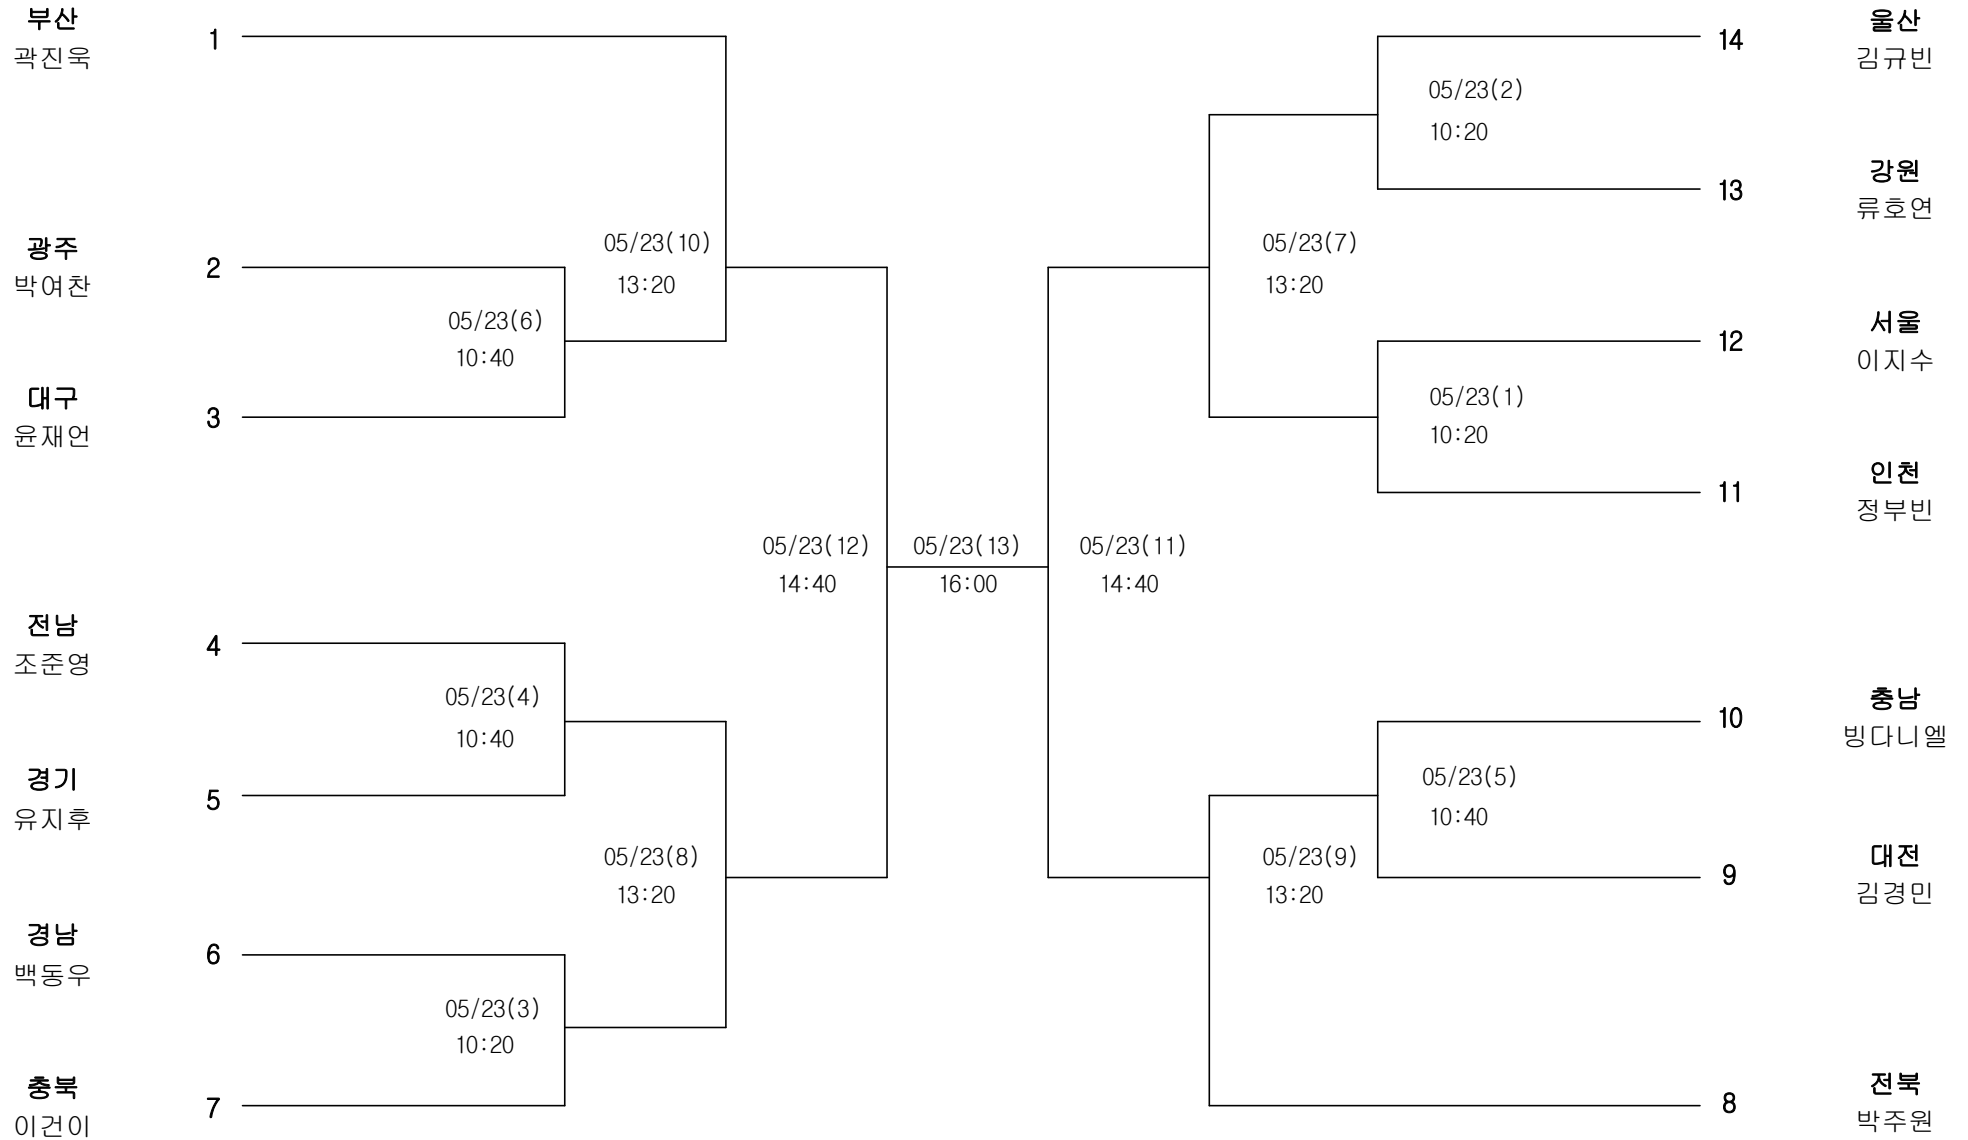 부산
곽진욱
1
광주
박여찬
2
대구
윤재언
3
전남
조준영
4
경기
유지후
5
경남
백동우
6
충북
이건이
7
05/23(6)
10:40
05/23(4)
10:40
05/23(3)
10:20
05/23(10)
13:20
05/23(8)
13:20
05/23(12)
14:40
05/23(13)
16:00
05/23(11)
14:40
05/23(7)
13:20
05/23(9)
13:20
05/23(2)
10:20
05/23(1)
10:20
05/23(5)
10:40
14
울산
김규빈
13
강원
류호연
12
서울
이지수
11
인천
정부빈
10
충남
빙다니엘
9
대전
김경민
8
전북
박주원